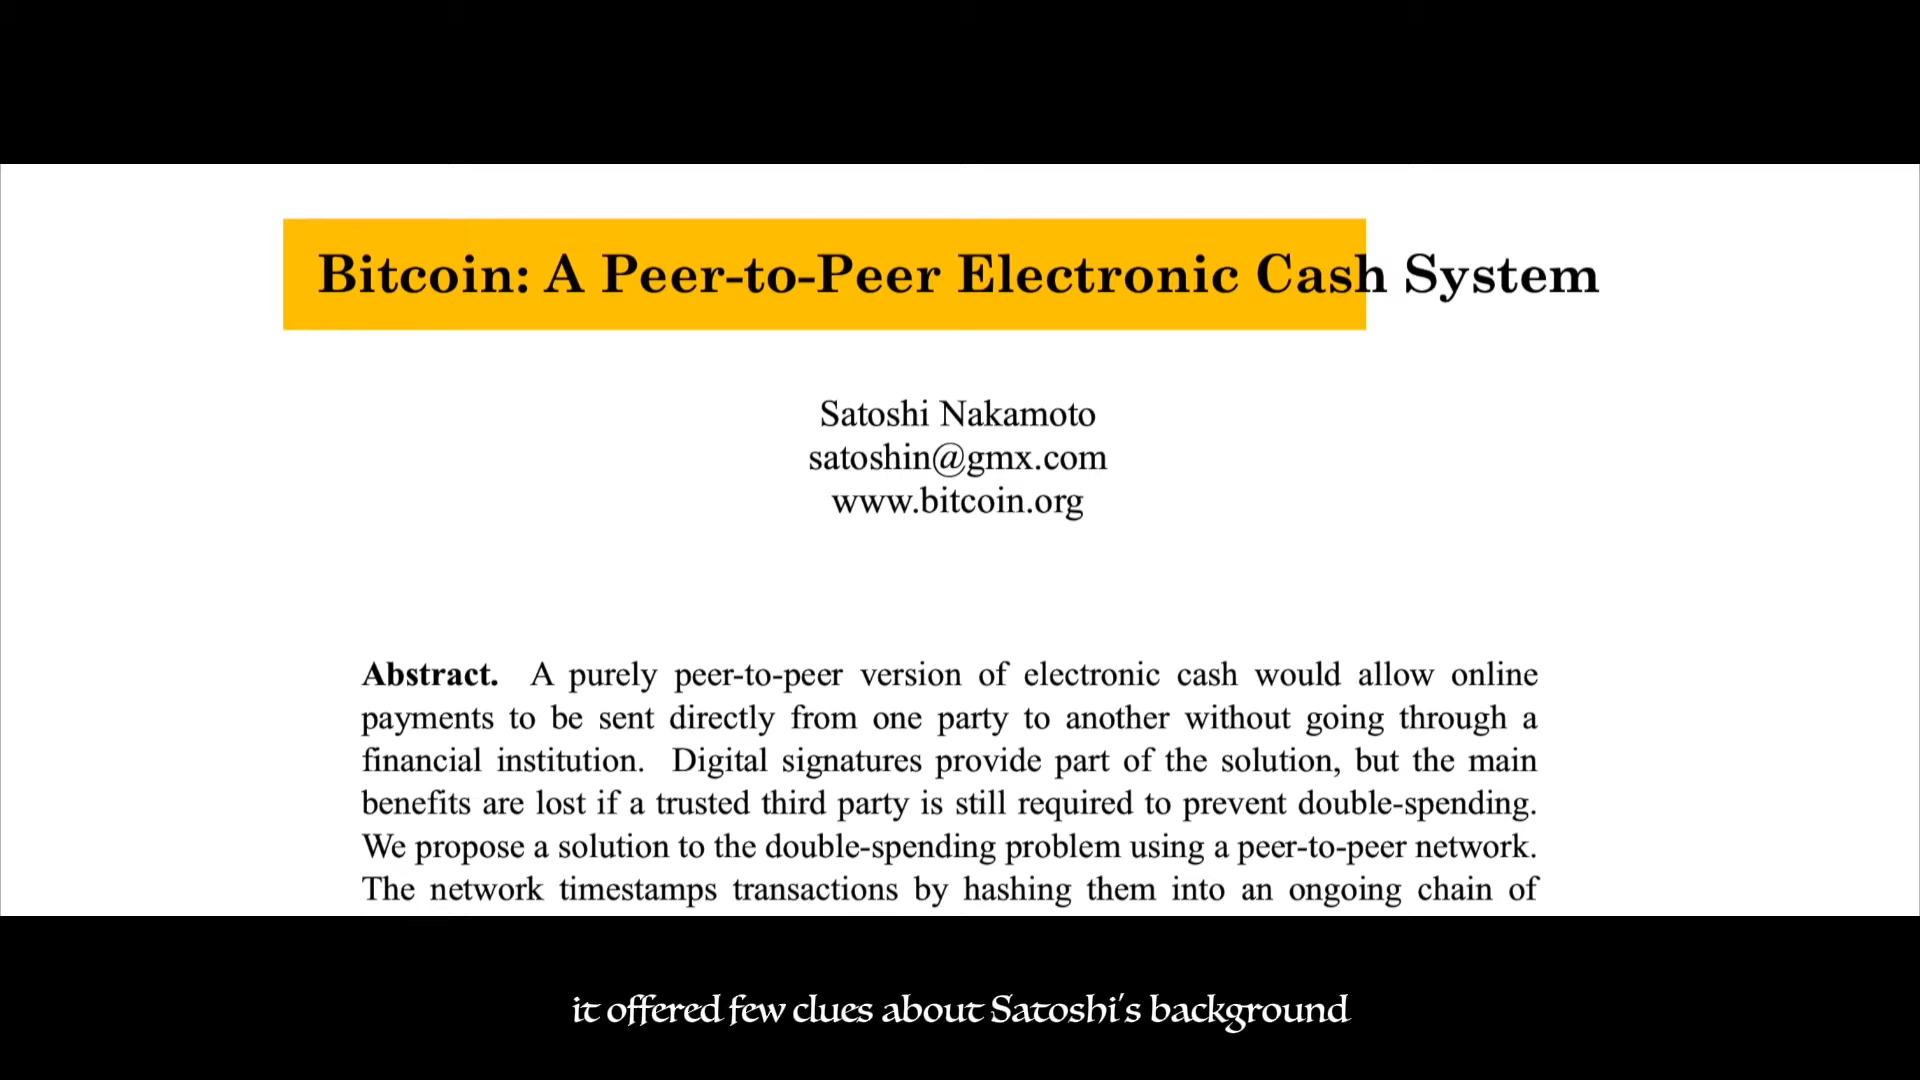 Bitcoin: A Peer-to-Peer Electronic Cash System
Satoshi Nakamoto
satoshin@gmx.com
www.bitcoin.org
Abstract. A purely peer-to-peer version of electronic cash would allow online
payments to be sent directly from one party to another without going through a
financial institution. Digital signatures provide part of the solution, but the main
benefits are lost if a trusted third party is still required to prevent double-spending.
We propose a solution to the double-spending problem using a peer-to-peer network.
The network timestamps transactions by hashing them into an ongoing chain of
it offered few clues about Satoshi's background